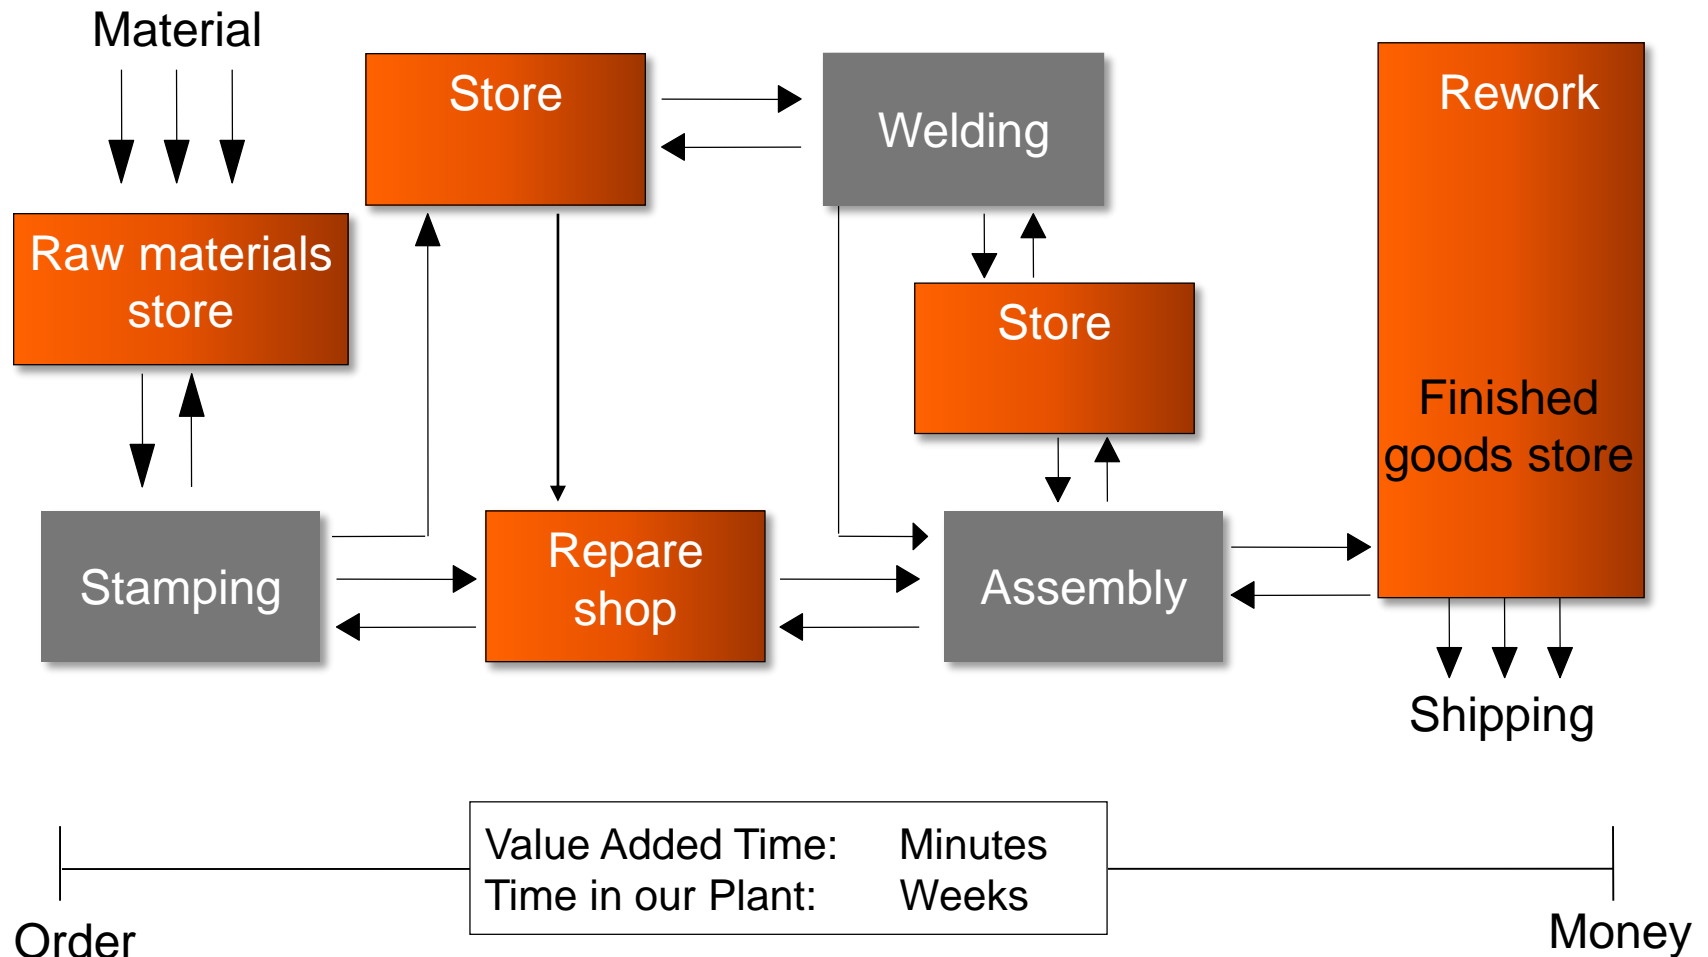 Material
Store
Welding
Rework
Raw materials
store
Store
Finished
goods store
Stamping
Repare
shop
Assembly
Shipping
Value Added Time: Minutes
Time in our Plant: Weeks
Order
Money